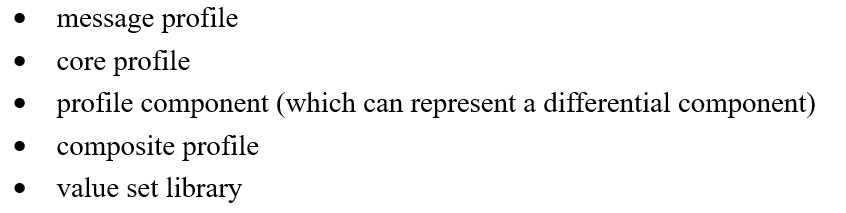 • message profile
• core profile
• profile component (which can represent a differential component)
• composite profile
• value set library